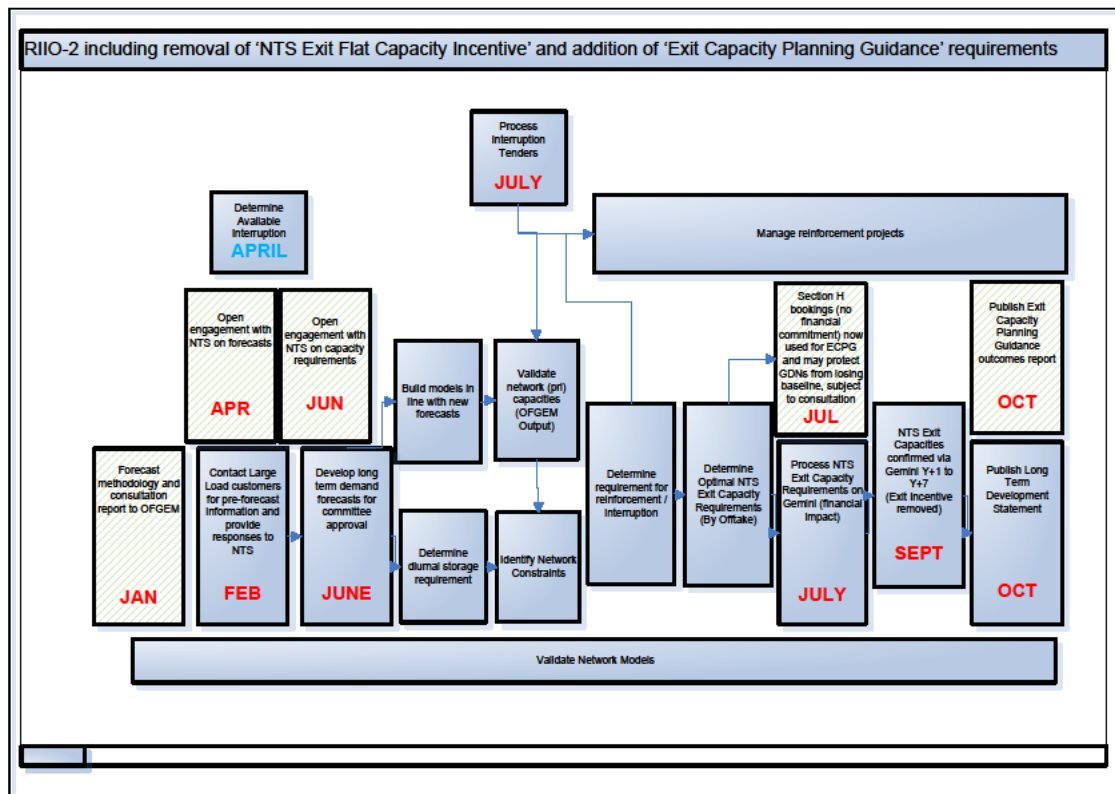 RIIO-2 including removal of ‘NTS Exit Flat Capacity Incentive’ and addition of ‘Exit Capacity Planning Guidance’ requirements
Process
Interruption
Tenders
JULY
Determine
Available
Interruption
APRIL
Manage reinforcement projects
Open
engagement with
NTS on forecasts
APR
Open
engagement with
NTS on capacity
requirements
JUN
Build models in
line with new
forecasts
Validate
network (pri)
capacities
(OFGEM
Output)
Section H
bookings (no
financial
commitment) now
used for ECPG
and may protect
GDNs from losing
baseline, subject
to consultation
JUL
Publish Exit
Capacity
Planning
Guidance
outcomes report
OCT
Forecast
methodology and
consultation
report to OFGEM
JAN
Contact Large
Load customers
for pre-forecast
information and
provide
responses to
NTS
FEB
Develop long
term demand
forecasts for
committee
approval
JUNE
Determine
diurnal storage
requirement
Identify Network
Constraints
Determine
requirement for
reinforcement /
Interruption
Determine
Optimal NTS
Exit Capacity
Requirements
(By Offtake)
Process NTS
Exit Capacity
Requirements on
Gemini (financial
Impact)
JULY
NTS Exit
Capacities
confirmed via
Gemini Y+1 to
Y+7
(Exit Incentive
removed)
SEPT
Publish Long
Term
Development
Statement
OCT
Validate Network Models